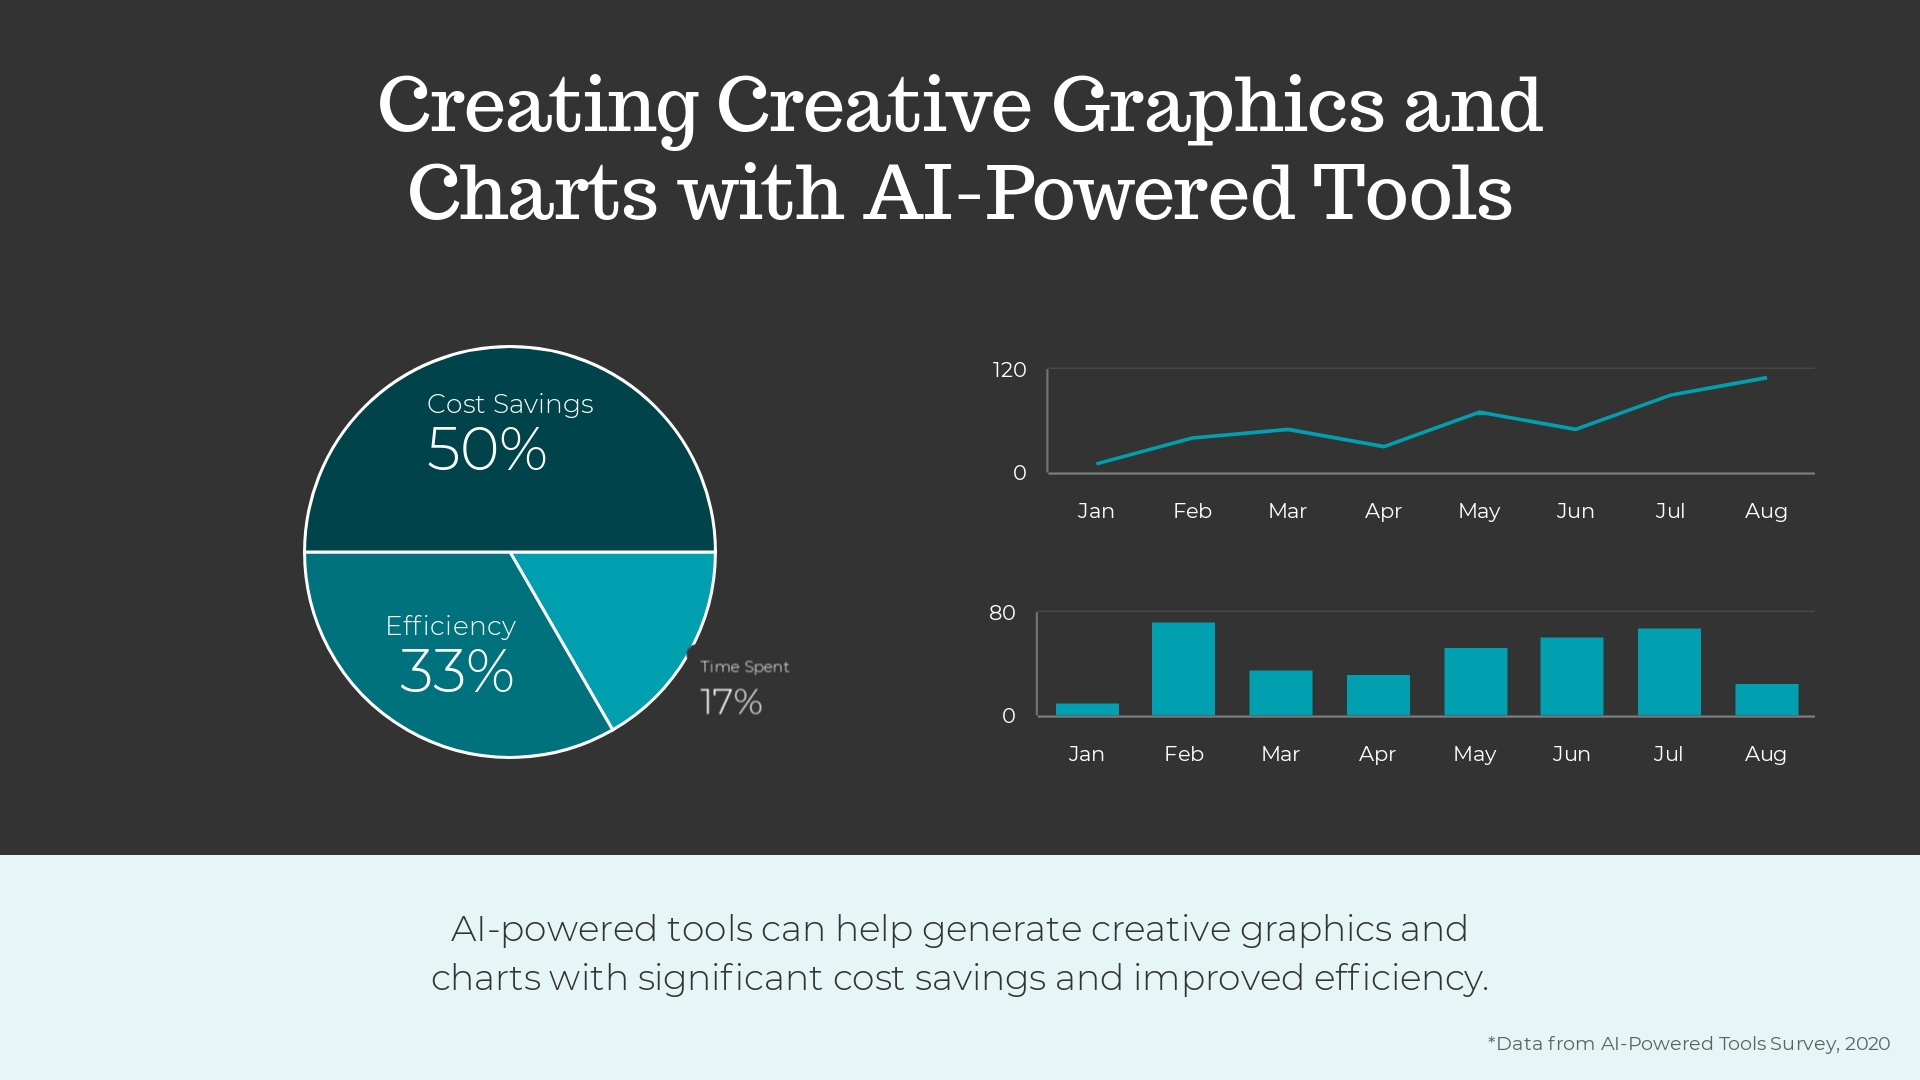 Creating Creative Graphics and
Charts with AI-Powered Tools
Cost Savings
50%
Efficiency
33%
Time Spent
17%
120
0
Jan Feb Mar Apr May Jun Jul Aug
80
0
Jan Feb Mar Apr May Jun Jul Aug
AI-powered tools can help generate creative graphics and
charts with significant cost savings and improved efficiency.
*Data from AI-Powered Tools Survey, 2020